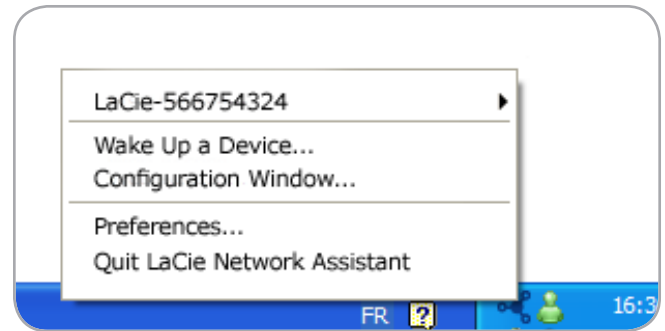 LaCie-566754324
Wake Up a Device...
Configuration Window...
Preferences...
Quit LaCie Network Assistant
FR ?